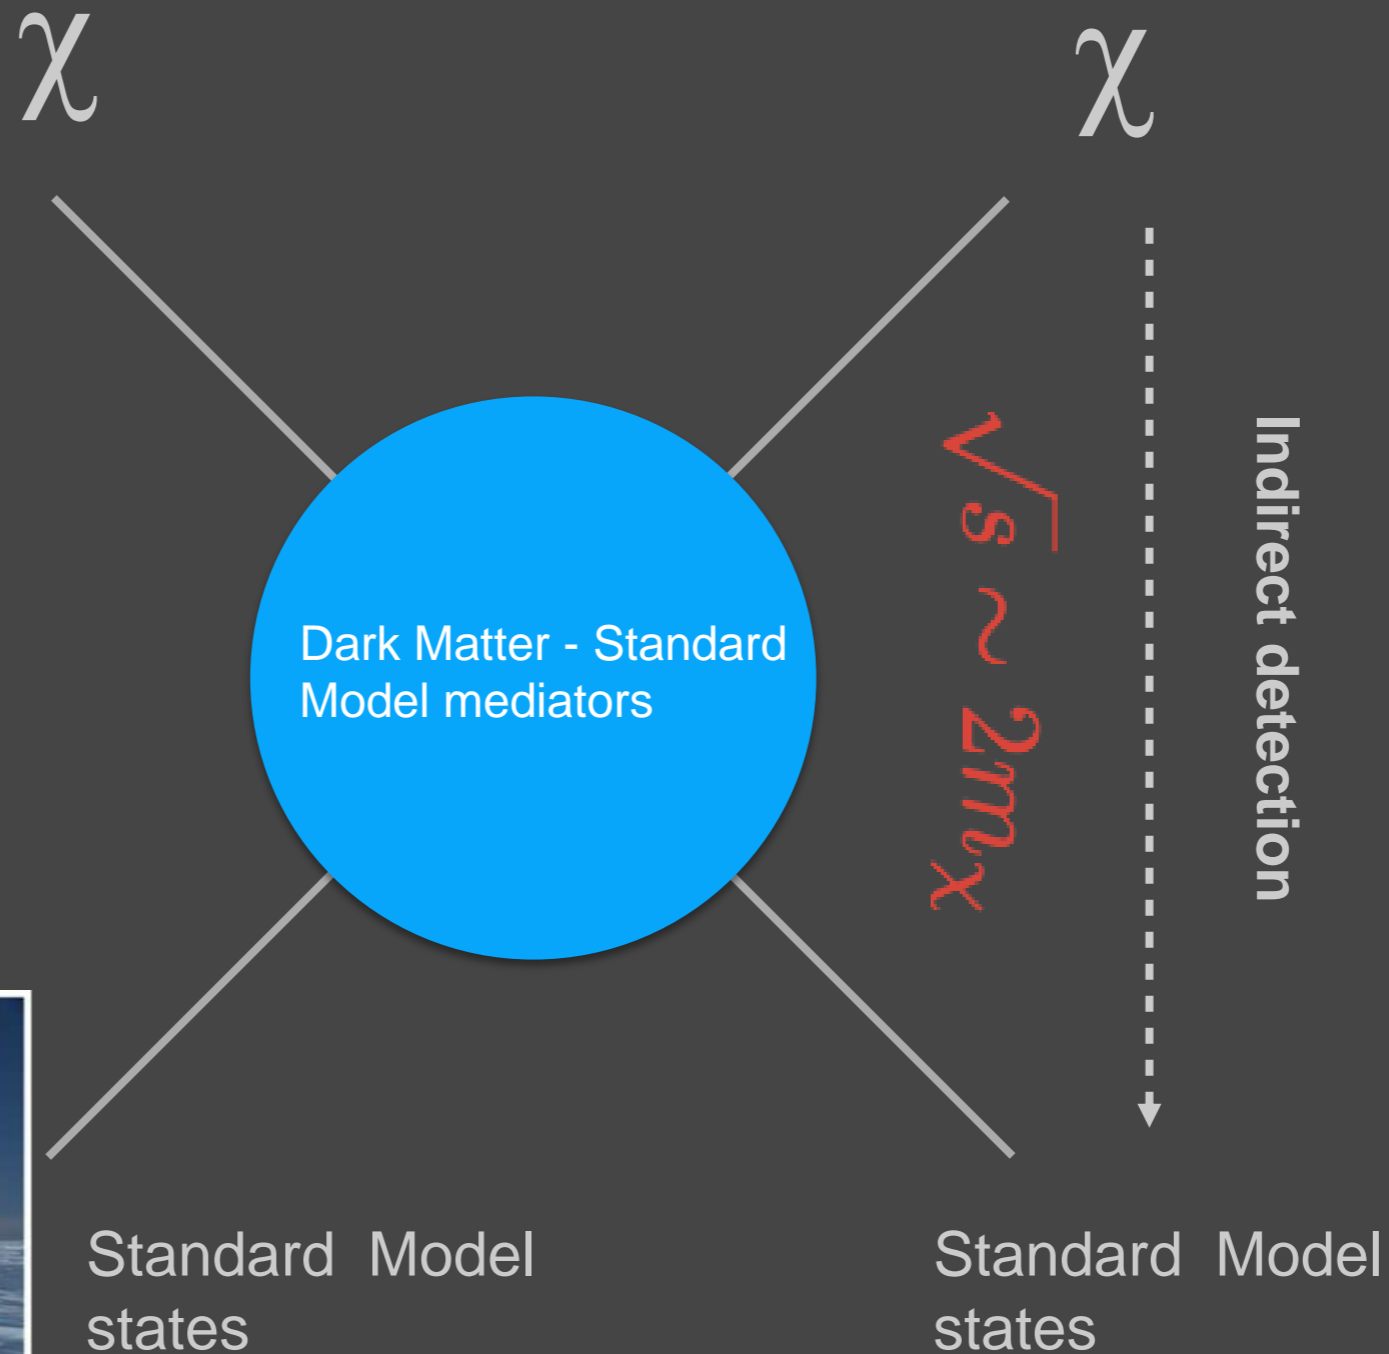 χ χ
Dark Matter - Standard
Model mediators
√s ~ 2mχ
Indirect detection
Standard Model
states
Standard Model
states